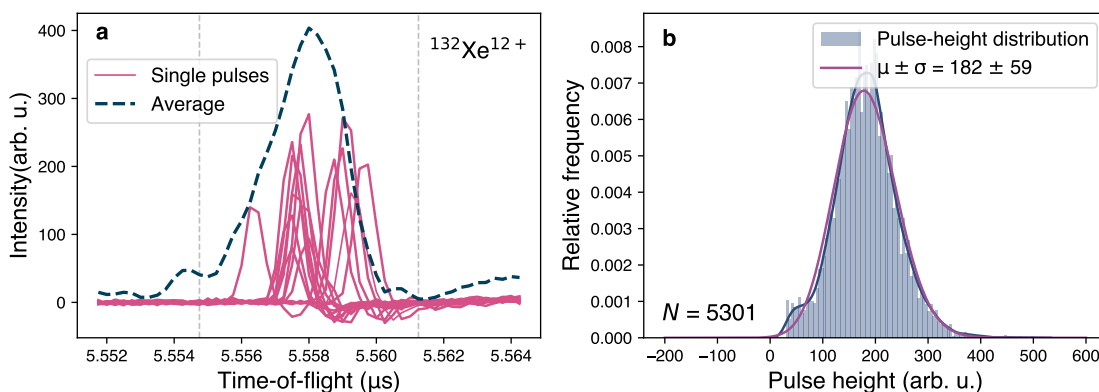 a
132Xe12+
Single pulses
Average
Intensity(arb. u.)
400
300
200
100
0
5.552 5.554 5.556 5.558 5.560 5.562 5.564
Time-of-flight (μs)
b
Pulse-height distribution
μ ± σ = 182 ± 59
Relative frequency
0.008
0.007
0.006
0.005
0.004
0.003
0.002
0.001
0.000
N = 5301
−200 −100 0 100 200 300 400 500 600
Pulse height (arb. u.)